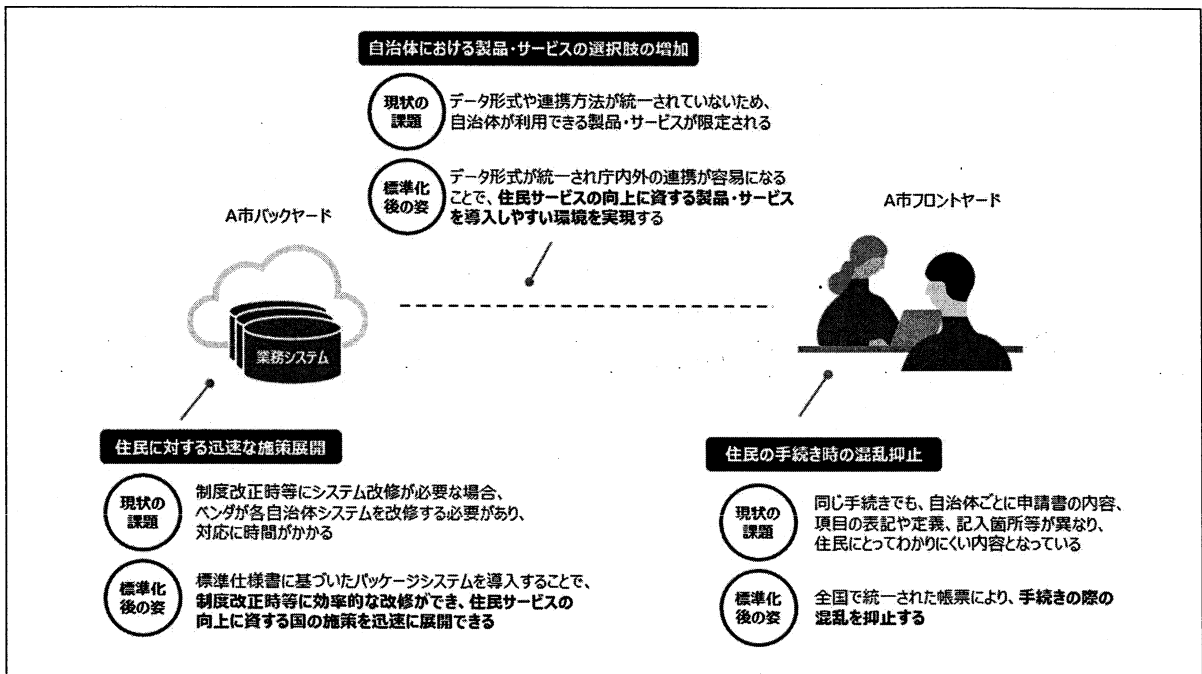 自治体における製品・サービスの選択肢の増加
現状の
課題
データ形式や連携方法が統一されていないため、
自治体が利用できる製品・サービスが限定される
標準化
後の姿
データ形式が統一され庁内外の連携が容易になる
ことで、住民サービスの向上に資する製品・サービス
を導入しやすい環境を実現する
A市バックヤード
A市フロントヤード
業務システム
住民に対する迅速な施策展開
現状の
課題
制度改正時等にシステム改修が必要な場合、
ベンダが各自治体システムを改修する必要があり、
対応に時間がかかる
標準化
後の姿
標準仕様書に基づいたパッケージシステムを導入することで、
制度改正時等に効率的な改修ができ、住民サービスの
向上に資する国の施策を迅速に展開できる
住民の手続き時の混乱抑止
現状の
課題
同じ手続きでも、自治体ごとに申請書の内容、
項目の表記や定義、記入箇所等が異なり、
住民にとってわかりにくい内容となっている
標準化
後の姿
全国で統一された帳票により、手続きの際の
混乱を抑止する